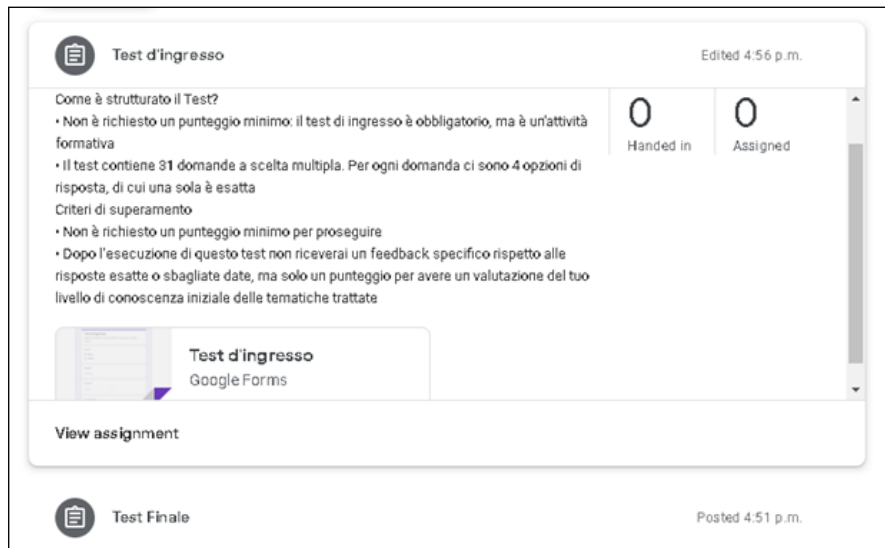 Test d'ingresso
Edited 4:56 p.m.
Come è strutturato il Test?
• Non è richiesto un punteggio minimo: il test di ingresso è obbligatorio, ma è un'attività
formativa
• Il test contiene 31 domande a scelta multipla. Per ogni domanda ci sono 4 opzioni di
risposta, di cui una sola è esatta
Criteri di superamento
• Non è richiesto un punteggio minimo per proseguire
• Dopo l'esecuzione di questo test non riceverai un feedback specifico rispetto alle
risposte esatte o sbagliate date, ma solo un punteggio per avere un valutazione del tuo
livello di conoscenza iniziale delle tematiche trattate
0
Handed in
0
Assigned
Test d'ingresso
Google Forms
View assignment
Test Finale
Posted 4:51 p.m.